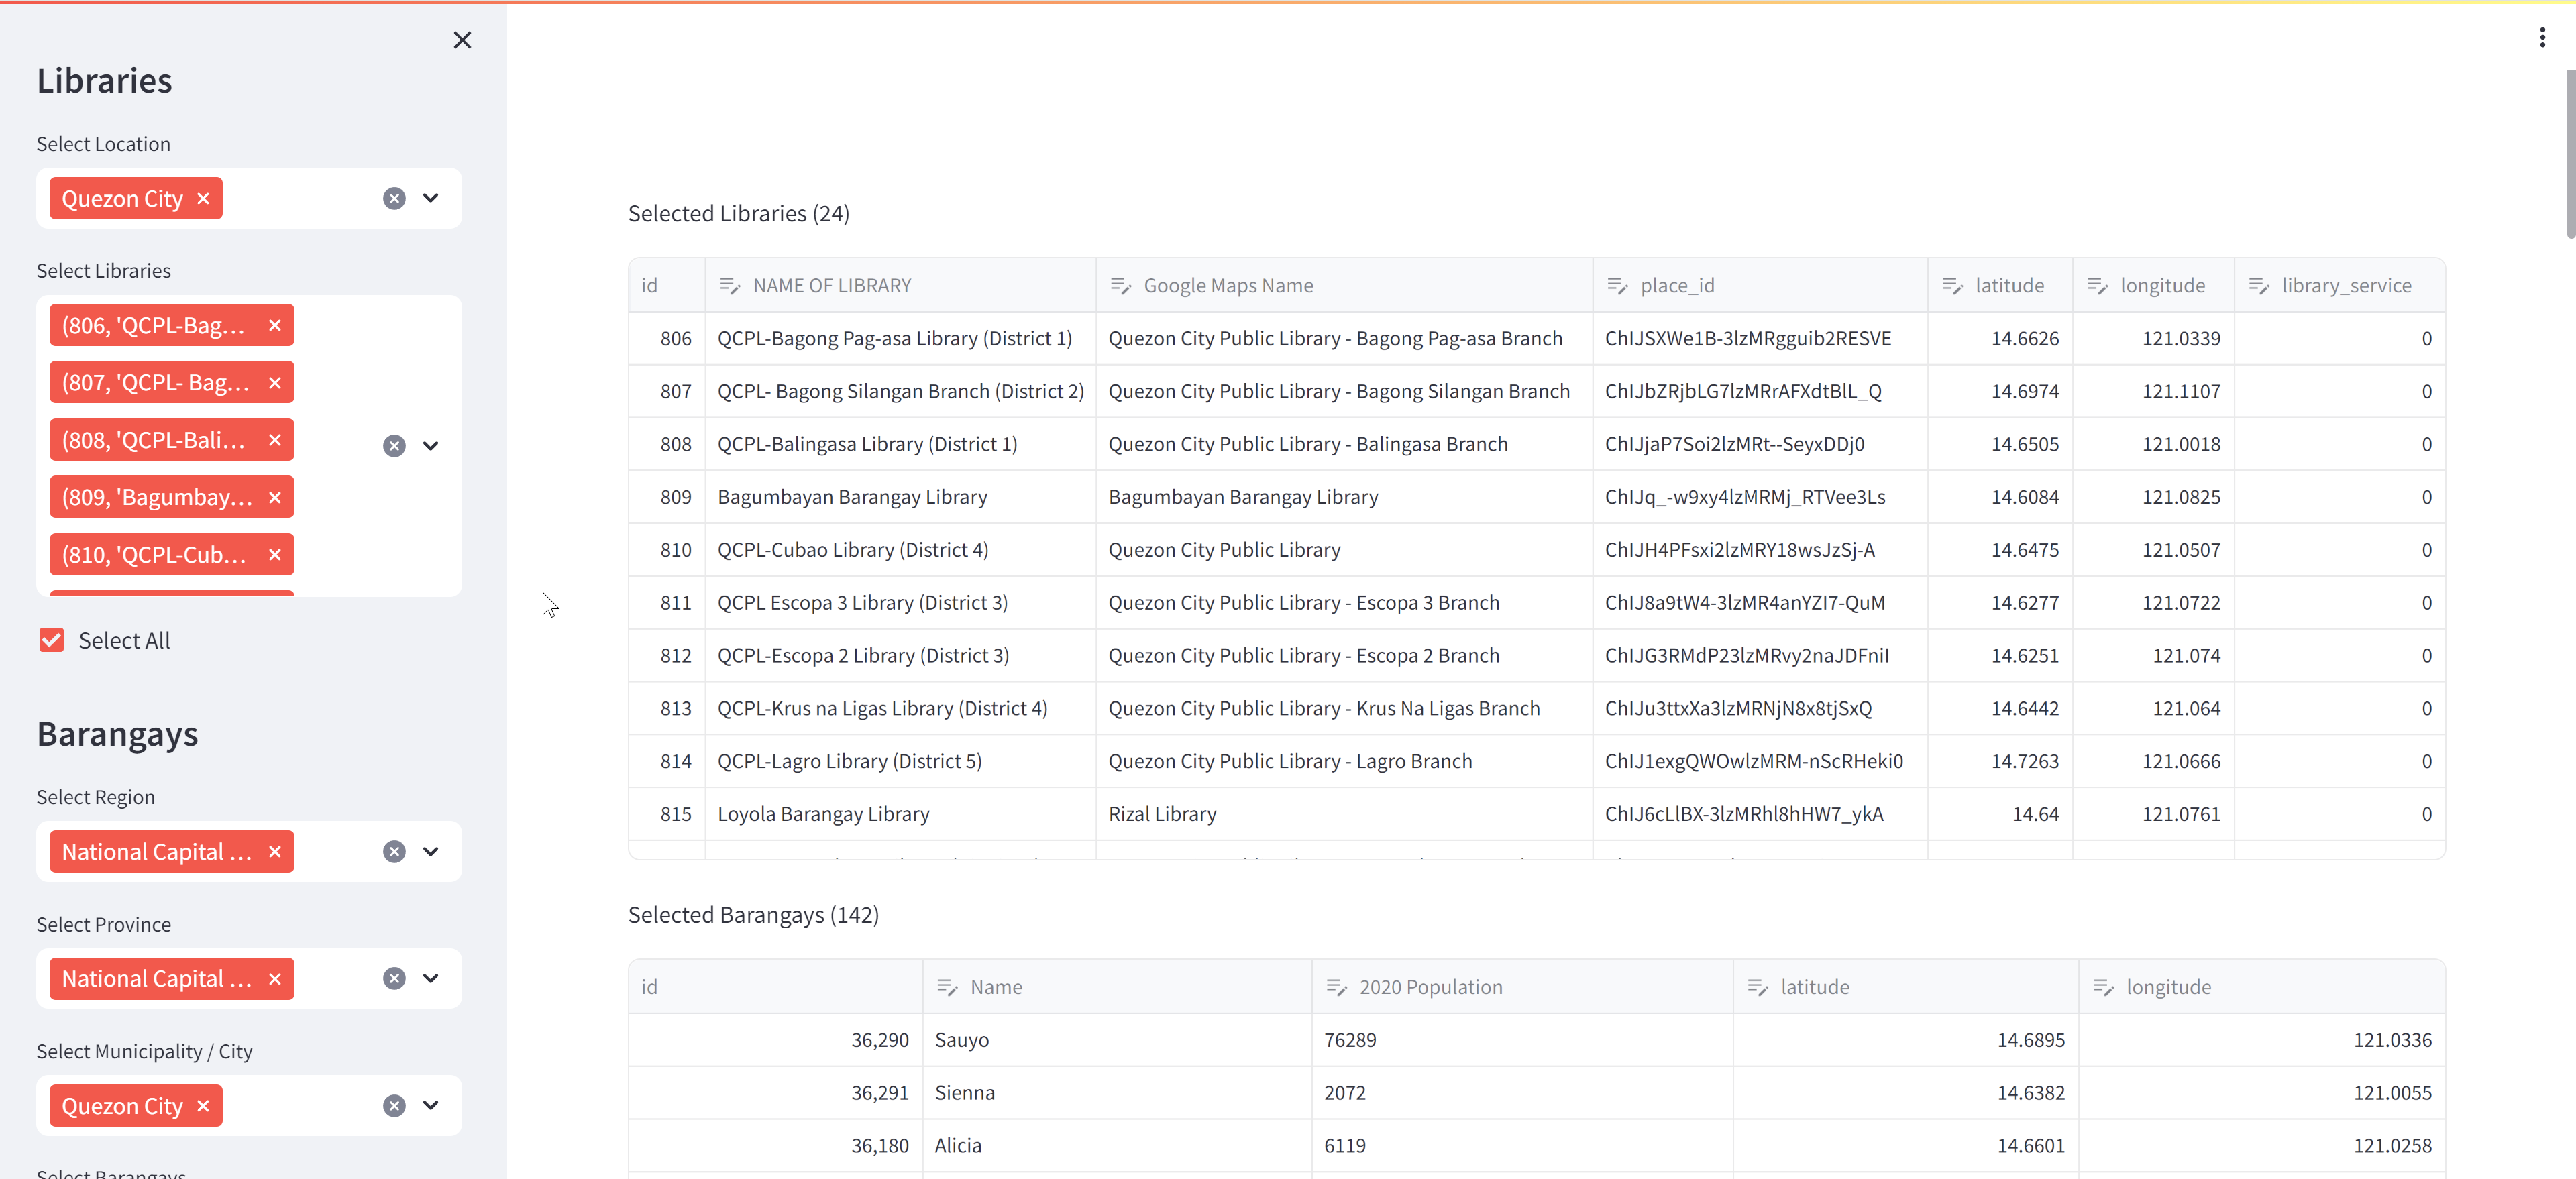 Libraries
Select Location
Quezon City
Select Libraries
(806, 'QCPL-Bag...
(807, 'QCPL- Bag...
(808, 'QCPL-Bali...
(809, 'Bagumbay...
(810, 'QCPL-Cub...
Select All
Barangays
Select Region
National Capital ...
Select Province
National Capital ...
Select Municipality / City
Quezon City
Select Barangays
Selected Libraries (24)
id NAME OF LIBRARY Google Maps Name place_id latitude longitude library_service
806 QCPL-Bagong Pag-asa Library (District 1) Quezon City Public Library - Bagong Pag-asa Branch ChIJSXWe1B-3lzMRgguib2RESVE 14.6626 121.0339 0
807 QCPL- Bagong Silangan Branch (District 2) Quezon City Public Library - Bagong Silangan Branch ChIJbZRjbLG7lzMRrAFXdtBlL_Q 14.6974 121.1107 0
808 QCPL-Balingasa Library (District 1) Quezon City Public Library - Balingasa Branch ChIJjaP7Soi2lzMRt--SeyxDDj0 14.6505 121.0018 0
809 Bagumbayan Barangay Library Bagumbayan Barangay Library ChIJq_-w9xy4lzMRMj_RTVee3Ls 14.6084 121.0825 0
810 QCPL-Cubao Library (District 4) Quezon City Public Library ChIJH4PFsxi2lzMRY18wsJzSj-A 14.6475 121.0507 0
811 QCPL Escopa 3 Library (District 3) Quezon City Public Library - Escopa 3 Branch ChIJ8a9tW4-3lzMR4anYZI7-QuM 14.6277 121.0722 0
812 QCPL-Escopa 2 Library (District 3) Quezon City Public Library - Escopa 2 Branch ChIJG3RMdP23lzMRvy2naJDFniI 14.6251 121.074 0
813 QCPL-Krus na Ligas Library (District 4) Quezon City Public Library - Krus Na Ligas Branch ChIJu3ttxXa3lzMRNjN8x8tjSxQ 14.6442 121.064 0
814 QCPL-Lagro Library (District 5) Quezon City Public Library - Lagro Branch ChIJ1exgQWOwlzMRM-nScRHeki0 14.7263 121.0666 0
815 Loyola Barangay Library Rizal Library ChIJ6cLlBX-3lzMRhl8hHW7_ykA 14.64 121.0761 0
Selected Barangays (142)
id Name 2020 Population latitude longitude
36,290 Sauyo 76289 14.6895 121.0336
36,291 Sienna 2072 14.6382 121.0055
36,180 Alicia 6119 14.6601 121.0258